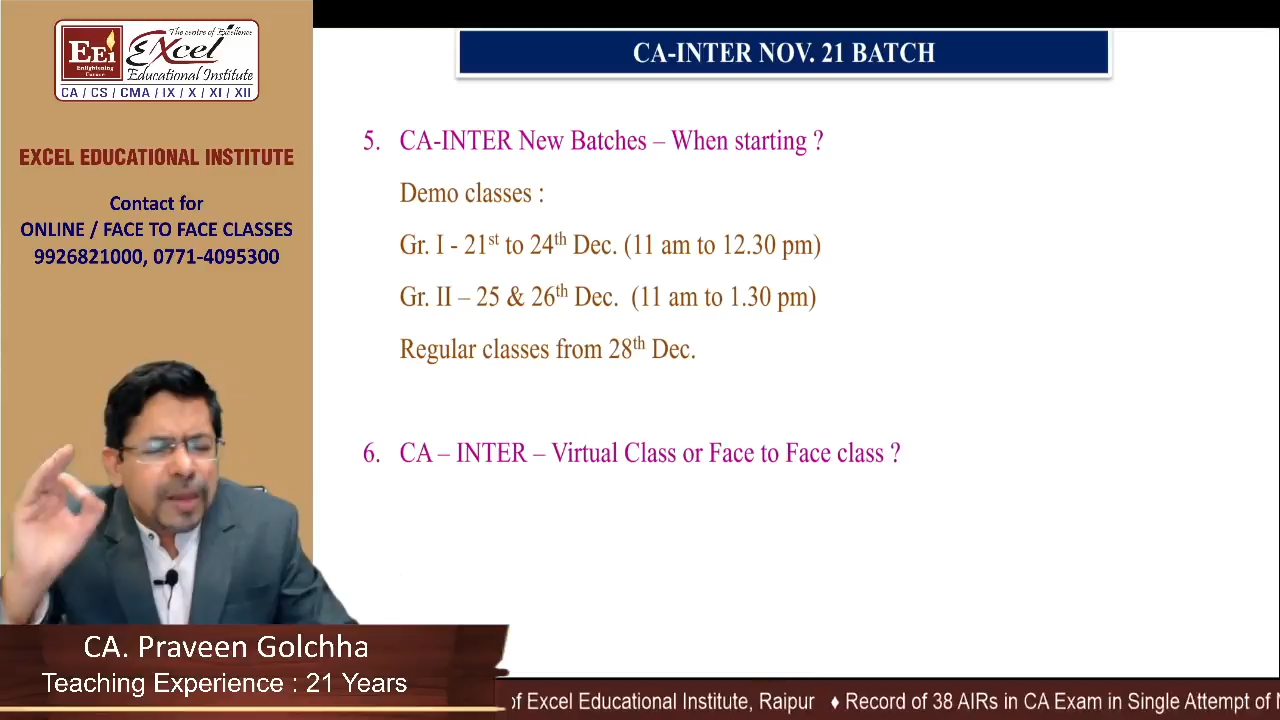 The centre of Excellence
EEi
Enlightening
Career
Excel
Educational Institute
CA / CS / CMA / IX / X / XI / XII
EXCEL EDUCATIONAL INSTITUTE
Contact for
ONLINE / FACE TO FACE CLASSES
9926821000, 0771-4095300
CA-INTER NOV. 21 BATCH
5. CA-INTER New Batches – When starting ?
Demo classes :
Gr. I - 21st to 24th Dec. (11 am to 12.30 pm)
Gr. II – 25 & 26th Dec. (11 am to 1.30 pm)
Regular classes from 28th Dec.
6. CA – INTER – Virtual Class or Face to Face class ?
CA. Praveen Golchha
Teaching Experience : 21 Years
of Excel Educational Institute, Raipur ♦ Record of 38 AIRs in CA Exam in Single Attempt of